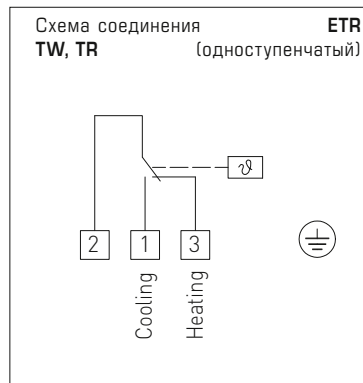 Схема соединения ETR
TW, TR (одноступенчатый)
ϑ
2 1 3
Cooling
Heating